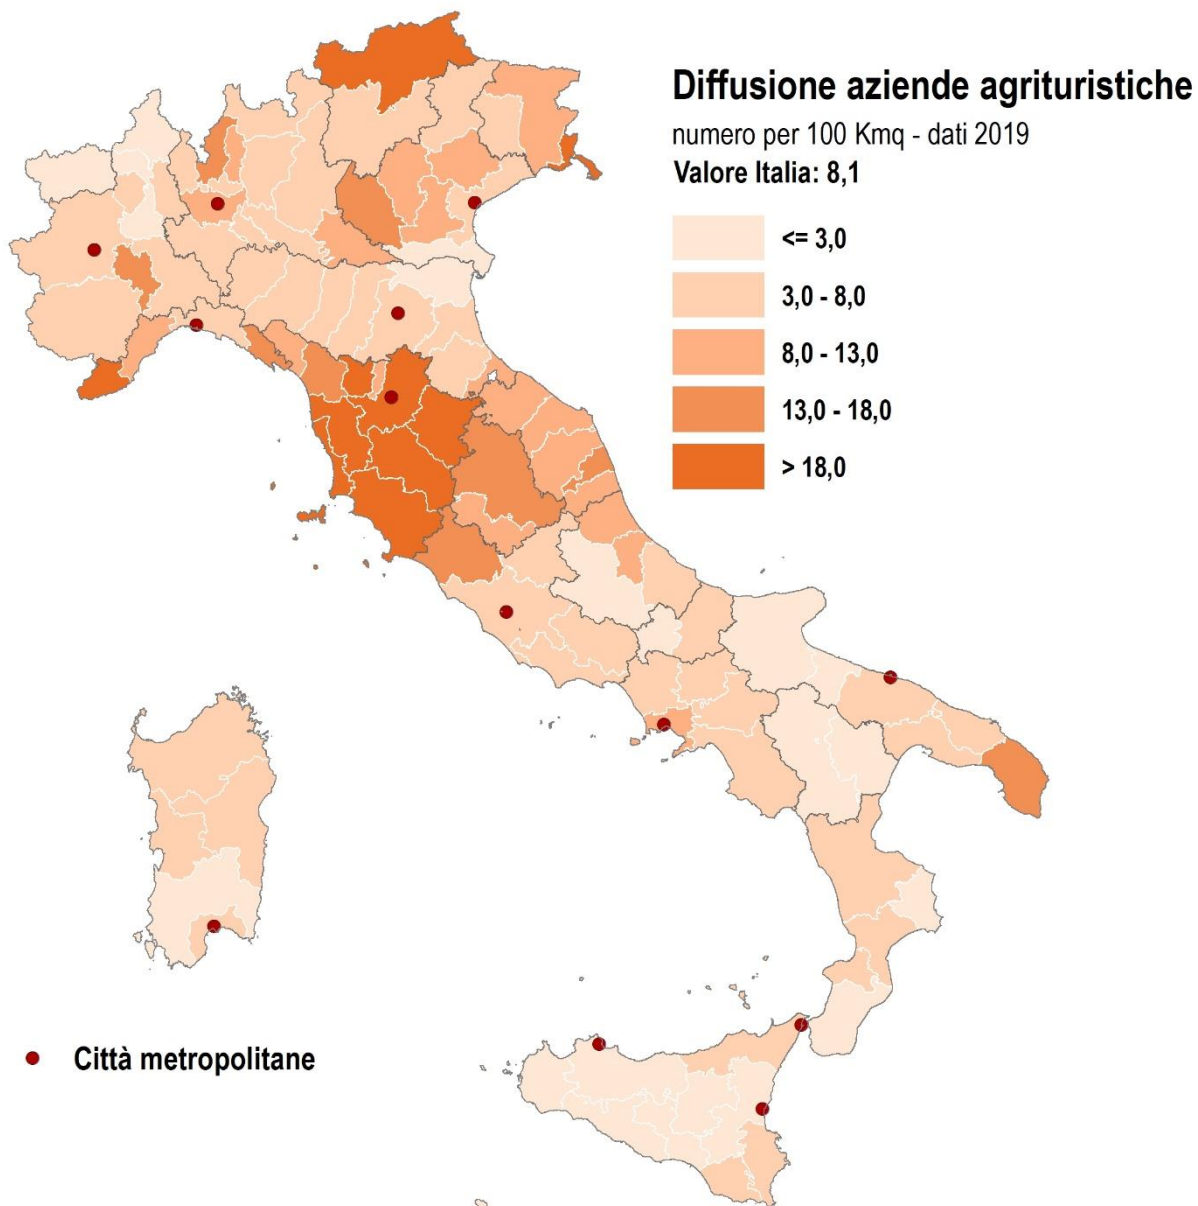 Diffusione aziende agrituristiche
numero per 100 Kmq - dati 2019
Valore Italia: 8,1
<= 3,0
3,0 - 8,0
8,0 - 13,0
13,0 - 18,0
> 18,0
Città metropolitane